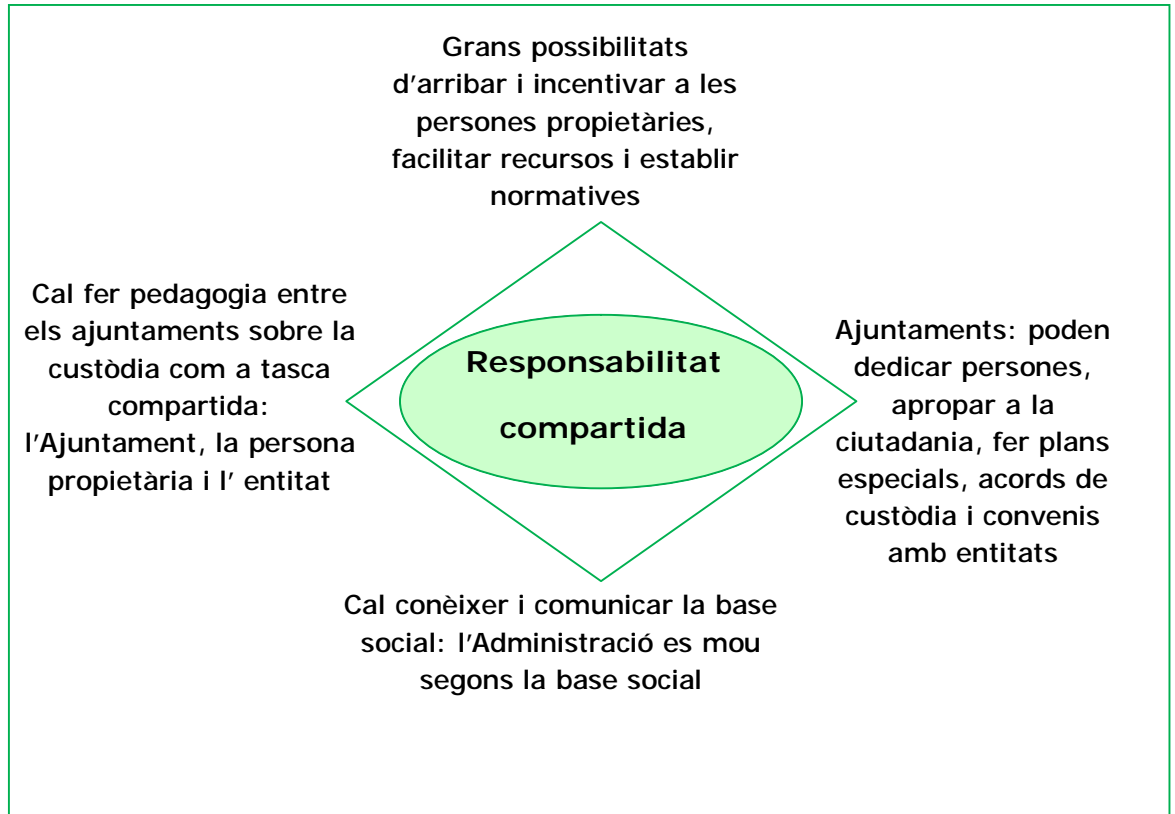 Grans possibilitats
d'arribar i incentivar a les
persones propietàries,
facilitar recursos i establir
normatives
Cal fer pedagogia entre
els ajuntaments sobre la
custòdia com a tasca
compartida:
l'Ajuntament, la persona
propietària i l' entitat
Responsabilitat
compartida
Ajuntaments: poden
dedicar persones,
apropar a la
ciutadania, fer plans
especials, acords de
custòdia i convenis
amb entitats
Cal conèixer i comunicar la base
social: l'Administració es mou
segons la base social